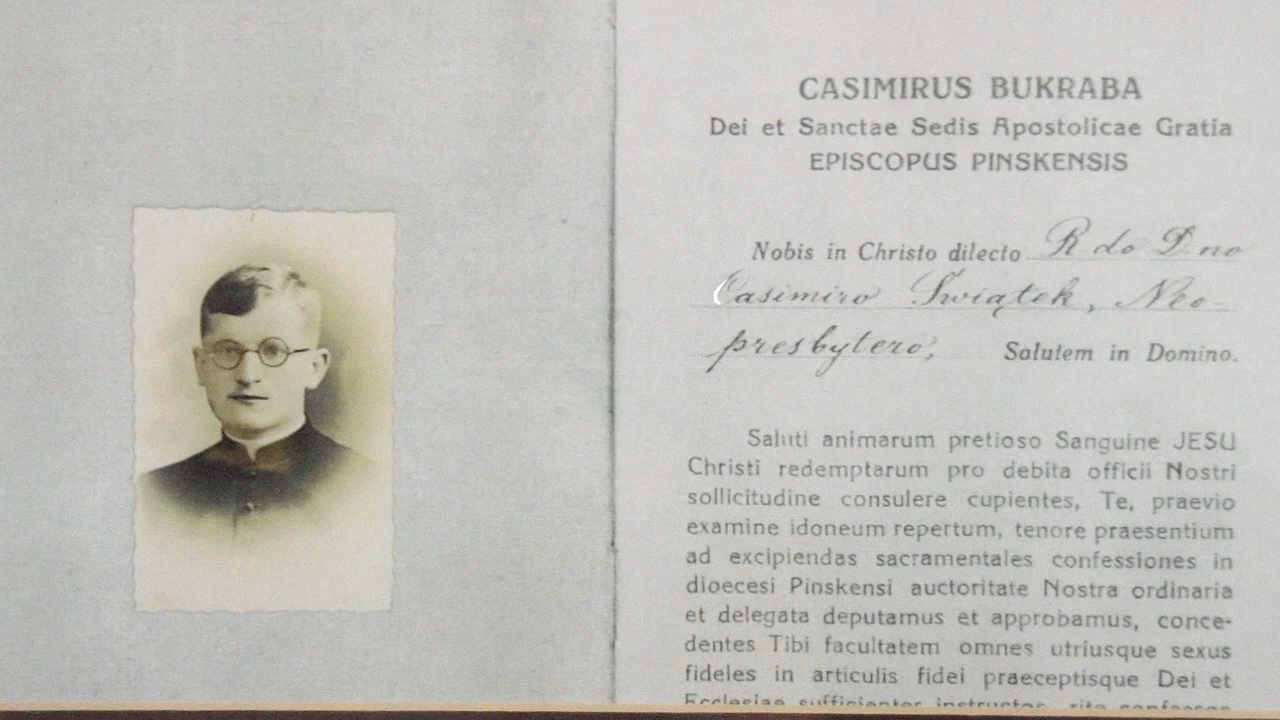 CASIMIRUS BUKRABA
Dei et Sanctae Sedis Apostolicae Gratia
EPISCOPUS PINSKENSIS
Nobis in Christo dilecto R do D no
Casimiro Świątek, Neo-
presbytero, Salutem in Domino.
Saluti animarum pretioso Sanguine JESU
Christi redemptarum pro debita officii Nostri
sollicitudine consulere cupientes, Te, praevio
examine idoneum repertum, tenore praesentium
ad excipiendas sacramentales confessiones in
dioecesi Pinskensi auctoritate Nostra ordinaria
et delegata deputamus et approbamus, conce-
dentes Tibi facultatem omnes utriusque sexus
fideles in articulis fidei praeceptisque Dei et
Ecclesiae sufficienter